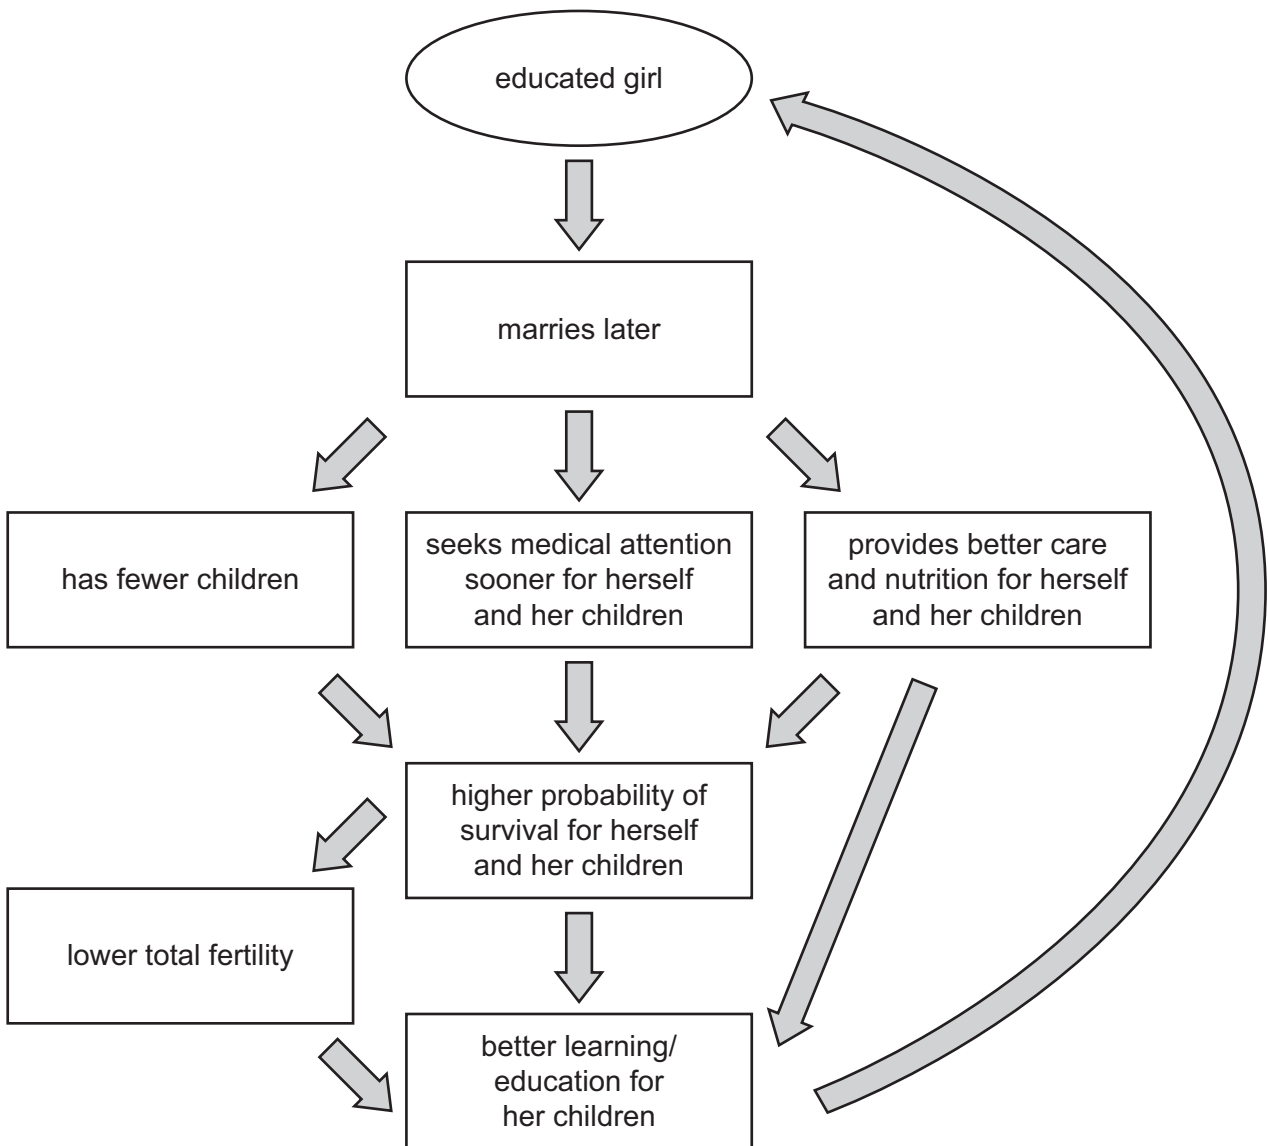 educated girl
marries later
has fewer children
seeks medical attention
sooner for herself
and her children
provides better care
and nutrition for herself
and her children
higher probability of
survival for herself
and her children
lower total fertility
better learning/
education for
her children